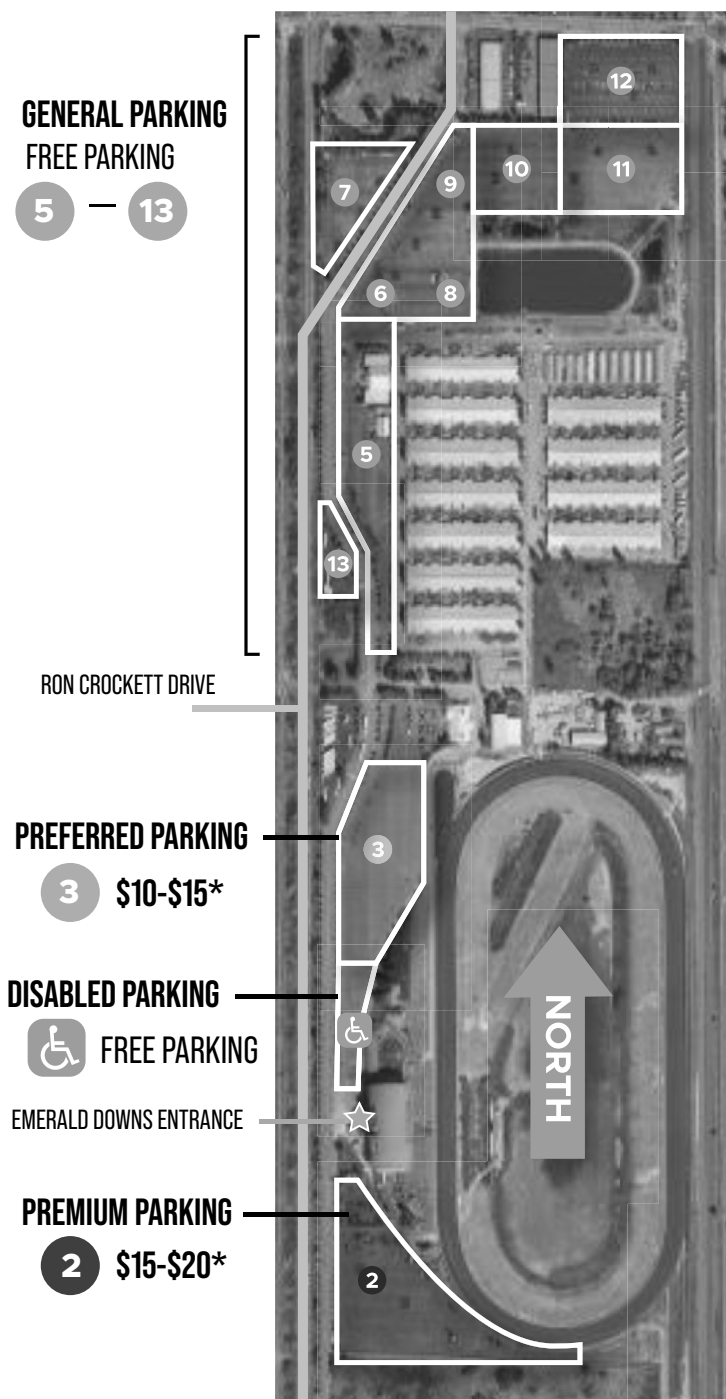 GENERAL PARKING
FREE PARKING
5 – 13
12
7
9
10
11
6
8
5
13
RON CROCKETT DRIVE
PREFERRED PARKING
3 $10-$15*
3
DISABLED PARKING
FREE PARKING
NORTH
EMERALD DOWNS ENTRANCE
PREMIUM PARKING
2 $15-$20*
2